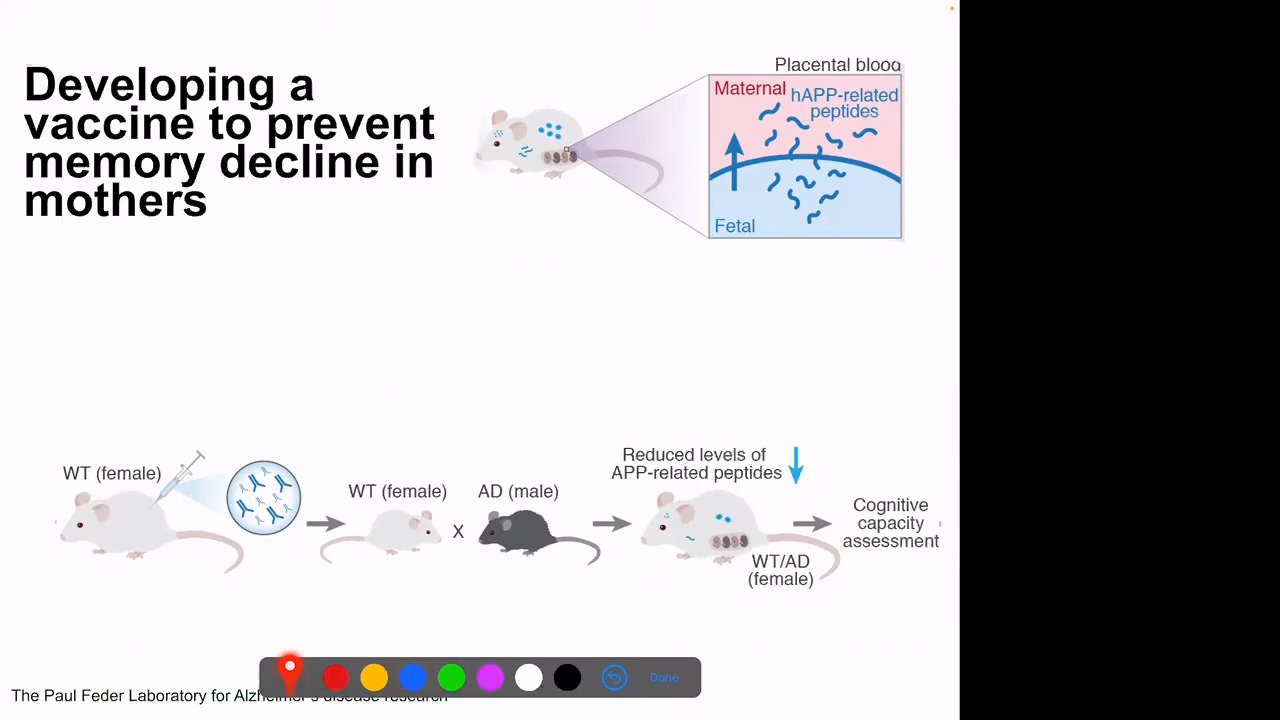 Developing a
vaccine to prevent
memory decline in
mothers
Placental blood
Maternal
hAPP-related
peptides
Fetal
WT (female)
WT (female)
X
AD (male)
Reduced levels of
APP-related peptides
WT/AD
(female)
Cognitive
capacity
assessment
Done
The Paul Feder Laboratory for Alzheimer's disease research